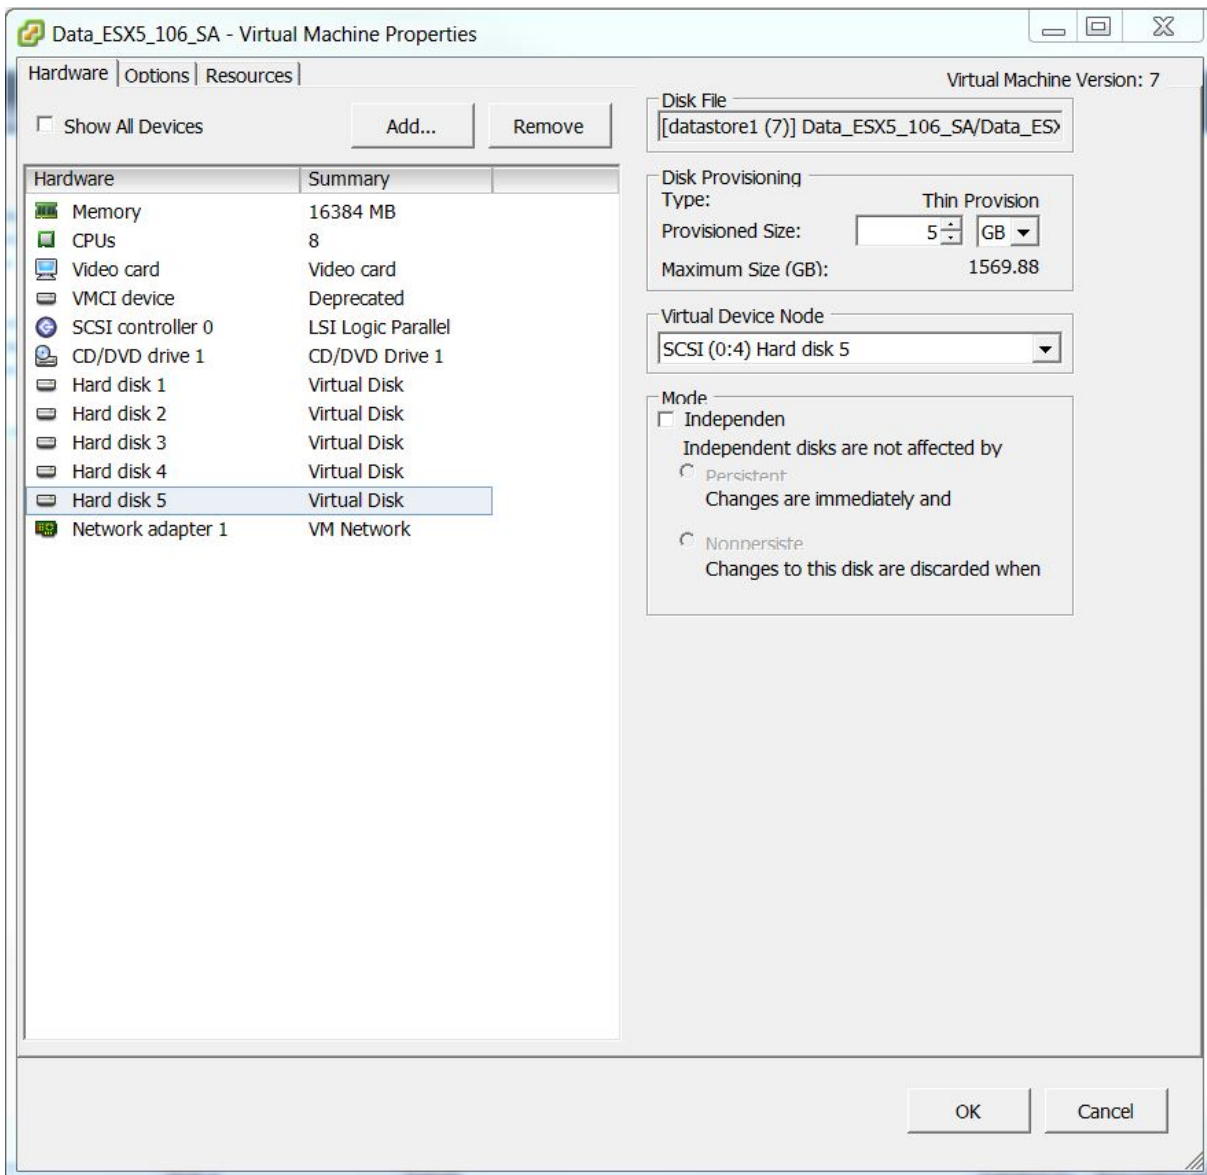 Data_ESX5_106_SA - Virtual Machine Properties
Hardware Options Resources
Virtual Machine Version: 7
Show All Devices
Add...
Remove
Hardware Summary
Memory 16384 MB
CPUs 8
Video card Video card
VMCI device Deprecated
SCSI controller 0 LSI Logic Parallel
CD/DVD drive 1 CD/DVD Drive 1
Hard disk 1 Virtual Disk
Hard disk 2 Virtual Disk
Hard disk 3 Virtual Disk
Hard disk 4 Virtual Disk
Hard disk 5 Virtual Disk
Network adapter 1 VM Network
Disk File
[datastore1 (7)] Data_ESX5_106_SA/Data_ESX
Disk Provisioning
Type: Thin Provision
Provisioned Size: 5 GB
Maximum Size (GB): 1569.88
Virtual Device Node
SCSI (0:4) Hard disk 5
Mode
Independen
Independent disks are not affected by
Persistent
Changes are immediately and
Nonpersiste
Changes to this disk are discarded when
OK
Cancel